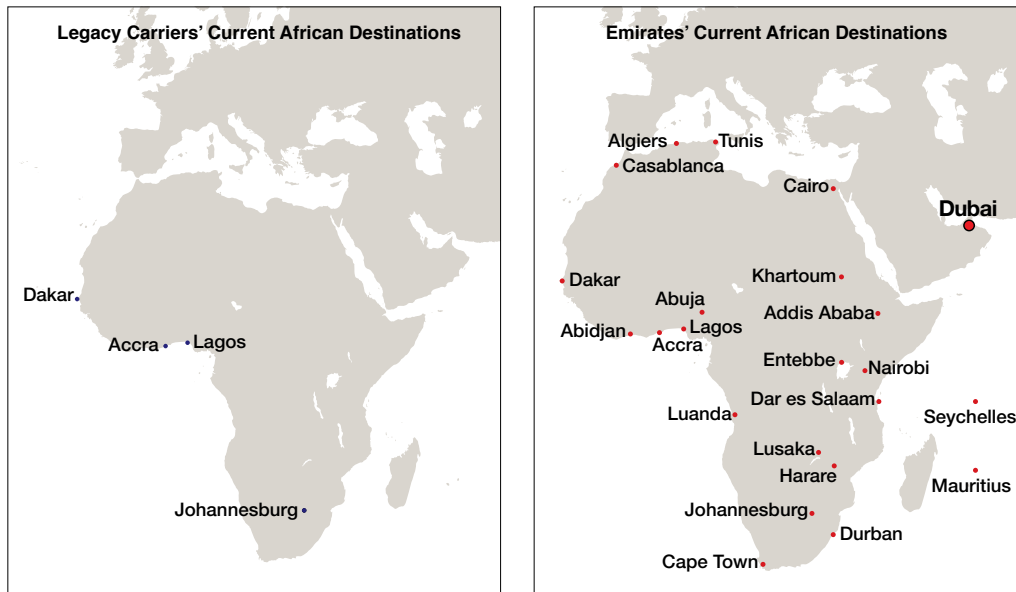 Legacy Carriers’ Current African Destinations
Dakar
Accra
Lagos
Johannesburg
Emirates’ Current African Destinations
Algiers
Tunis
Casablanca
Cairo
Dubai
Dakar
Khartoum
Abuja
Addis Ababa
Abidjan
Lagos
Accra
Entebbe
Nairobi
Dar es Salaam
Luanda
Seychelles
Lusaka
Harare
Mauritius
Johannesburg
Durban
Cape Town